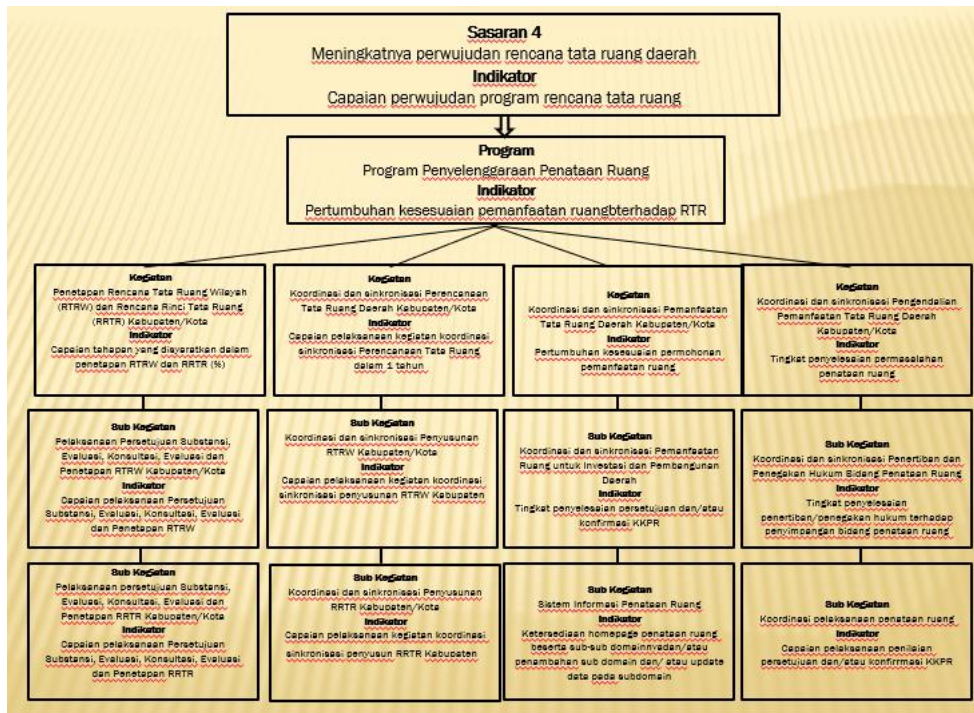 Sasaran 4
Meningkatnya perwujudan rencana tata ruang daerah
Indikator
Capaian perwujudan program rencana tata ruang
Program
Program Penyelenggaraan Penataan Ruang
Indikator
Pertumbuhan kesesuaian pemanfaatan ruangbterhadap RTR
Kegiatan
Penetapan Rencana Tata Ruang Wilayah
(RTRW) dan Rencana Rinci Tata Ruang
(RRTR) Kabupaten/Kota
Indikator
Capaian tahapan yang disyaratkan dalam
penetapan RTRW dan RRTR (%)
Kegiatan
Koordinasi dan sinkronisasi Perencanaan
Tata Ruang Daerah Kabupaten/Kota
Indikator
Capaian pelaksanaan kegiatan koordinasi
sinkronisasi Perencanaan Tata Ruang
dalam 1 tahun
Kegiatan
Koordinasi dan sinkronisasi Pemanfaatan
Tata Ruang Daerah Kabupaten/Kota
Indikator
Pertumbuhan kesesuaian permohonan
pemanfaatan ruang
Kegiatan
Koordinasi dan sinkronisasi Pengendalian
Pemanfaatan Tata Ruang Daerah
Kabupaten/Kota
Indikator
Tingkat penyelesaian permasalahan
penataan ruang
Sub Kegiatan
Pelaksanaan Persetujuan Substansi,
Evaluasi, Konsultasi, Evaluasi dan
Penetapan RTRW Kabupaten/Kota
Indikator
Capaian pelaksanaan Persetujuan
Substansi, Evaluasi, Konsultasi, Evaluasi
dan Penetapan RTRW
Sub Kegiatan
Koordinasi dan sinkronisasi Penyusunan
RTRW Kabupaten/Kota
Indikator
Capaian pelaksanaan kegiatan koordinasi
sinkronisasi penyusunan RTRW Kabupaten
Sub Kegiatan
Koordinasi dan sinkronisasi Pemanfaatan
Ruang untuk Investasi dan Pembangunan
Daerah
Indikator
Tingkat penyelesaian persetujuan dan/atau
konfirmasi KKPR
Sub Kegiatan
Koordinasi dan sinkronisasi Penertiban dan
Penegakan Hukum Bidang Penataan Ruang
Indikator
Tingkat penyelesaian
penertiban/penegakan hukum terhadap
penyimpangan bidang penataan ruang
Sub Kegiatan
Pelaksanaan persetujuan Substansi,
Evaluasi, Konsultasi, Evaluasi dan
Penetapan RRTR Kabupaten/Kota
Indikator
Capaian pelaksanaan Persetujuan
Substansi, Evaluasi, Konsultasi, Evaluasi
dan Penetapan RRTR
Sub Kegiatan
Koordinasi dan sinkronisasi Penyusunan
RRTR Kabupaten/Kota
Indikator
Capaian pelaksanaan kegiatan koordinasi
sinkronisasi penyusun RRTR Kabupaten
Sub Kegiatan
Sistem Informasi Penataan Ruang
Indikator
Ketersediaan homepage penataan ruang
beserta sub-sub domainnvadan/atau
penambahan sub domain dan/ atau update
data pada subdomain
Sub Kegiatan
Koordinasi pelaksanaan penataan ruang
Indikator
Capaian pelaksanaan penilaian
persetujuan dan/atau konfirmasi KKPR